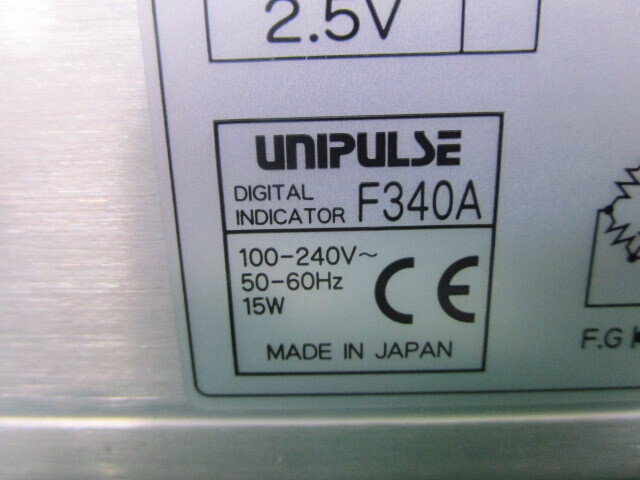 2.5V
UNIPULSE
DIGITAL
INDICATOR F340A
100-240V~
50-60Hz
15W
CE
MADE IN JAPAN
F.G